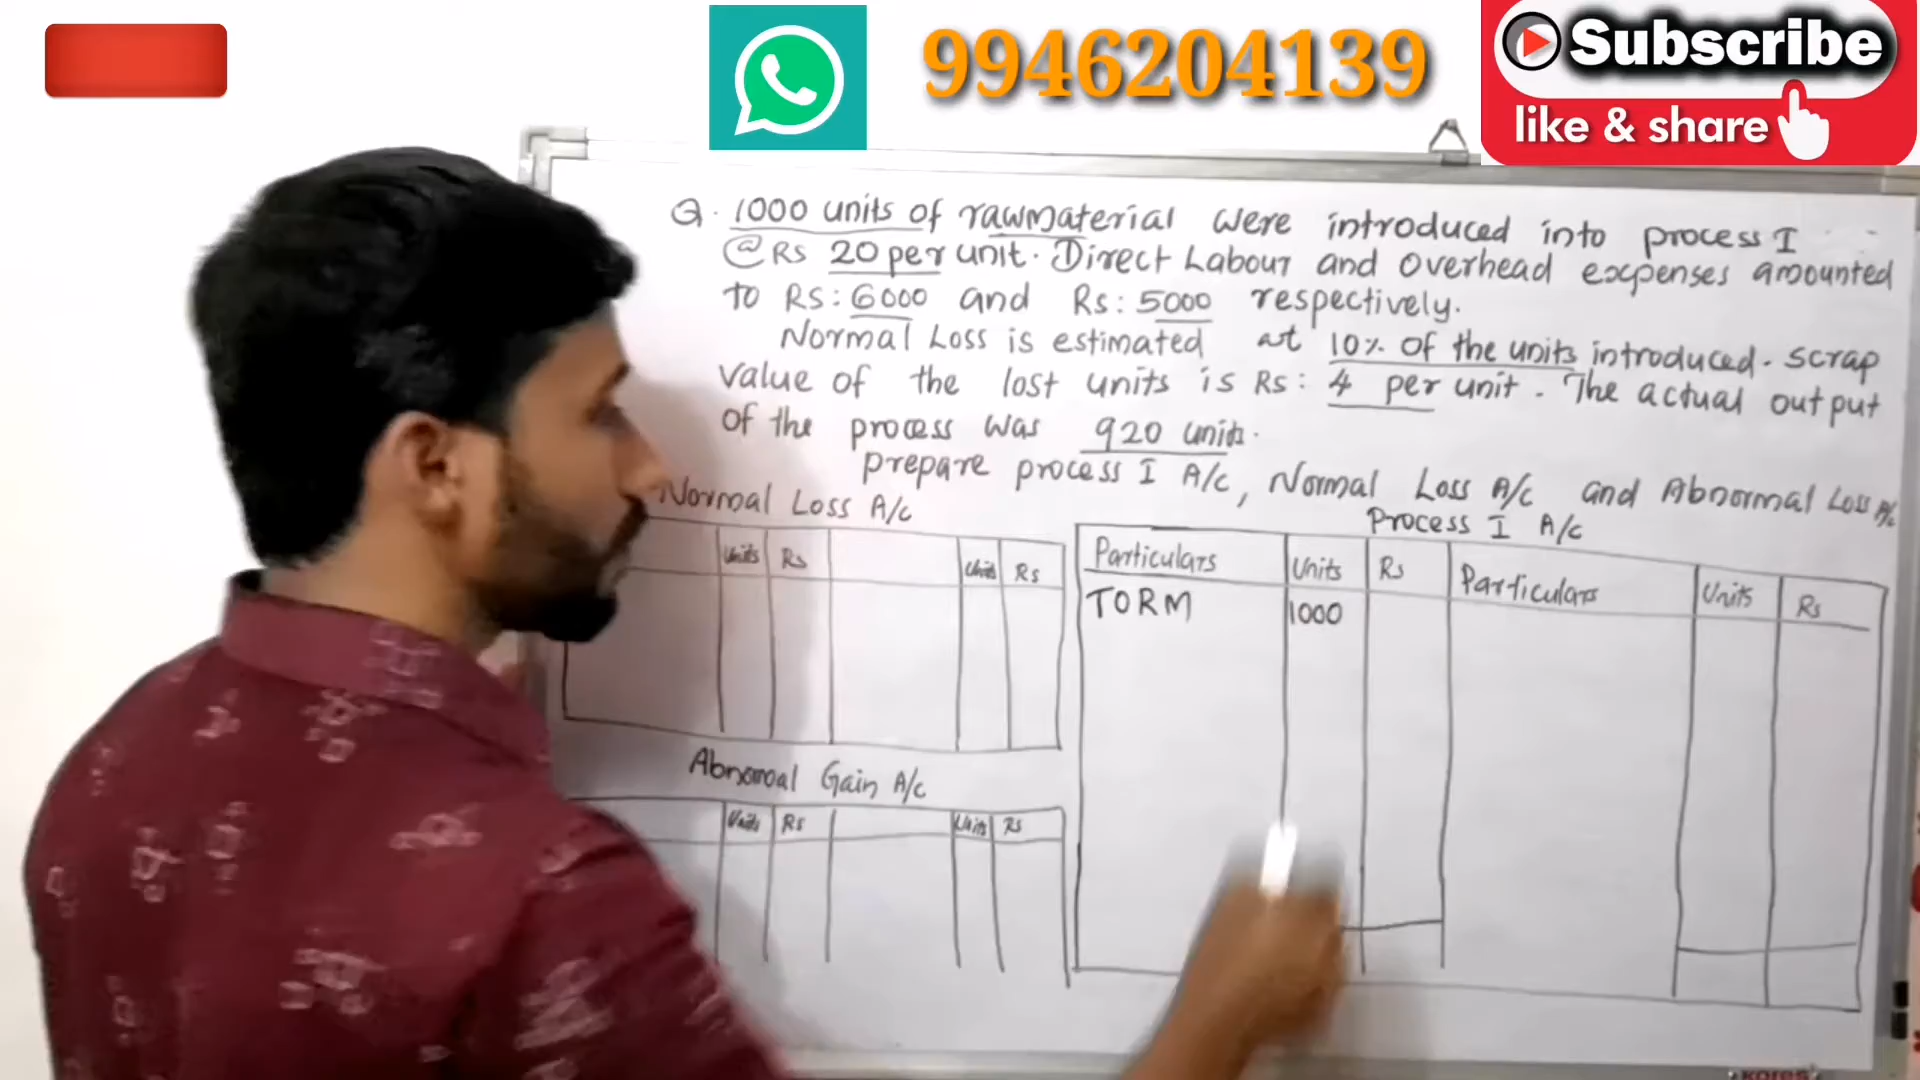 9946204139
Subscribe
like & share
Q. 1000 units of rawmaterial were introduced into process I
@ Rs 20 per unit. Direct Labour and overhead expenses amounted
to Rs: 6000 and Rs: 5000 respectively.
Normal Loss is estimated at 10% of the units introduced. scrap
value of the lost units is Rs: 4 per unit. The actual output
of the process was 920 units.
prepare process I A/c, Normal Loss A/c and Abnormal Loss A/c
Normal Loss A/c
Units Rs Units Rs
Process I A/c
Particulars Units Rs Particulars Units Rs
TO RM 1000
Abnormal Gain A/c
Units Rs Units Rs
kores